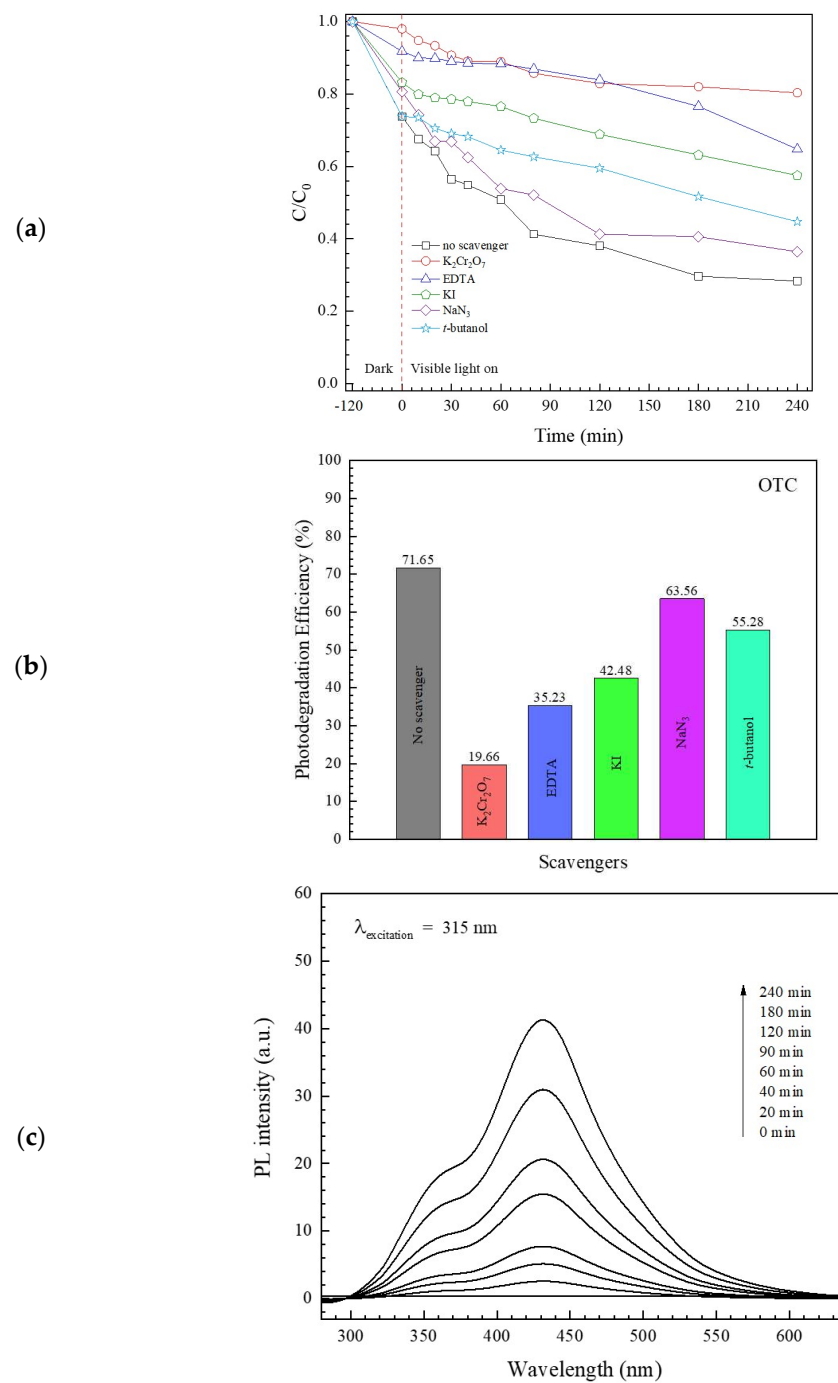 (a)
C/C0
1.0
0.8
0.6
0.4
0.2
0.0
no scavenger
K2Cr2O7
EDTA
KI
NaN3
t-butanol
Dark
Visible light on
-120 0 30 60 90 120 150 180 210 240
Time (min)
(b)
Photodegradation Efficiency (%)
100
90
80
70
60
50
40
30
20
10
0
OTC
71.65
19.66
35.23
42.48
63.56
55.28
No scavenger
K2Cr2O7
EDTA
KI
NaN3
t-butanol
Scavengers
(c)
PL intensity (a.u.)
60
50
40
30
20
10
0
λexcitation = 315 nm
240 min
180 min
120 min
90 min
60 min
40 min
20 min
0 min
300 350 400 450 500 550 600
Wavelength (nm)